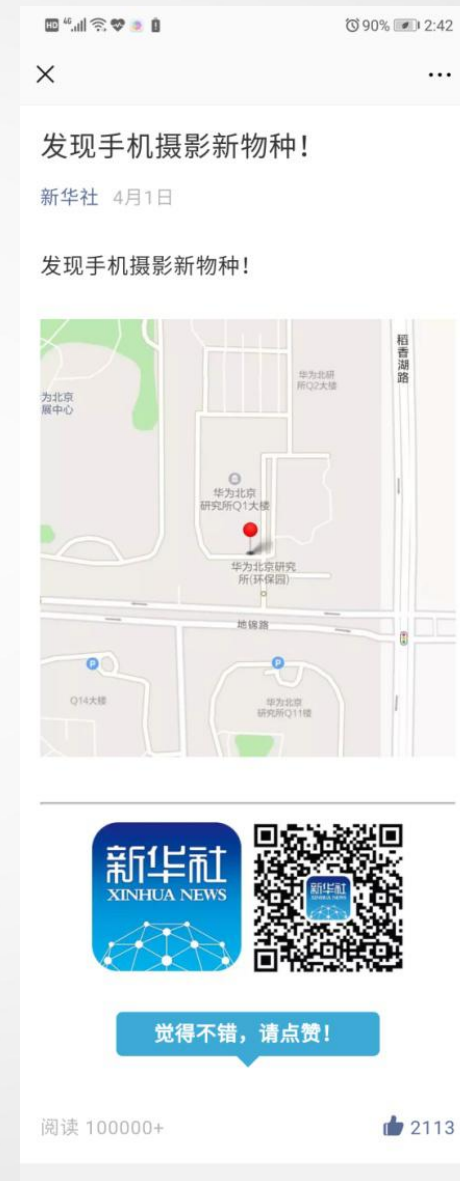 HD 46 90% 2:42
发现手机摄影新物种！
新华社 4月1日
发现手机摄影新物种！
稻香湖路
华为北研
所Q2大楼
为北京
展中心
华为北京
研究所Q1大楼
华为北京研究
所(环保园)
地锦路
P
P
Q14大楼
华为北京
研究所Q11楼
新华社
XINHUA NEWS
新华社
XINHUA NEWS
觉得不错，请点赞！
阅读 100000+
2113